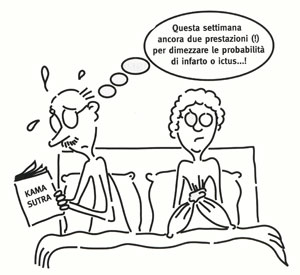 Questa settimana
ancora due prestazioni (!)
per dimezzare le probabilità
di infarto o ictus...!
KAMA
SUTRA